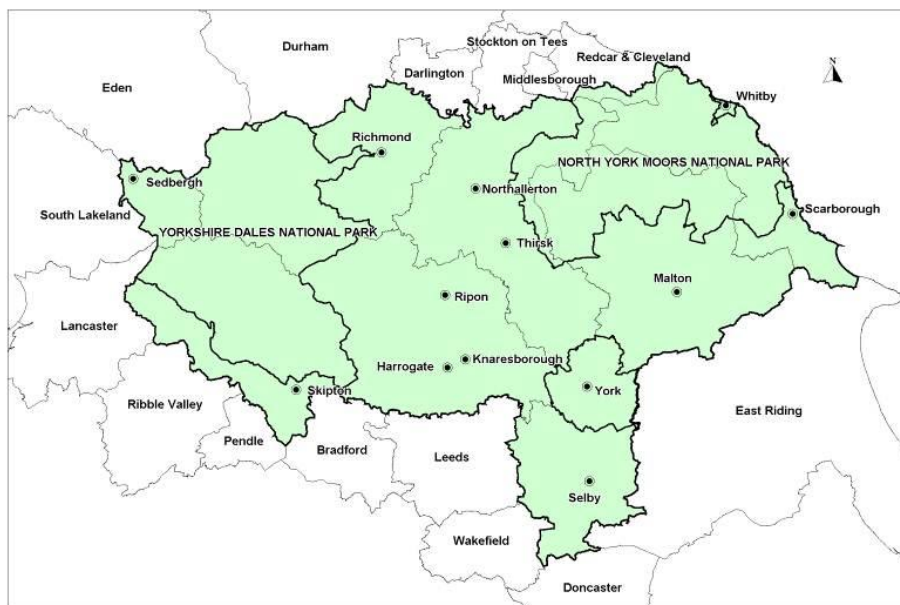 Stockton on Tees
Durham
Redcar & Cleveland
Darlington
Middlesborough
Eden
N
Whitby
Richmond
NORTH YORK MOORS NATIONAL PARK
Sedbergh
Northallerton
South Lakeland
Scarborough
YORKSHIRE DALES NATIONAL PARK
Thirsk
Malton
Ripon
Lancaster
Knaresborough
Harrogate
Skipton
York
Ribble Valley
East Riding
Pendle
Bradford
Leeds
Selby
Wakefield
Doncaster